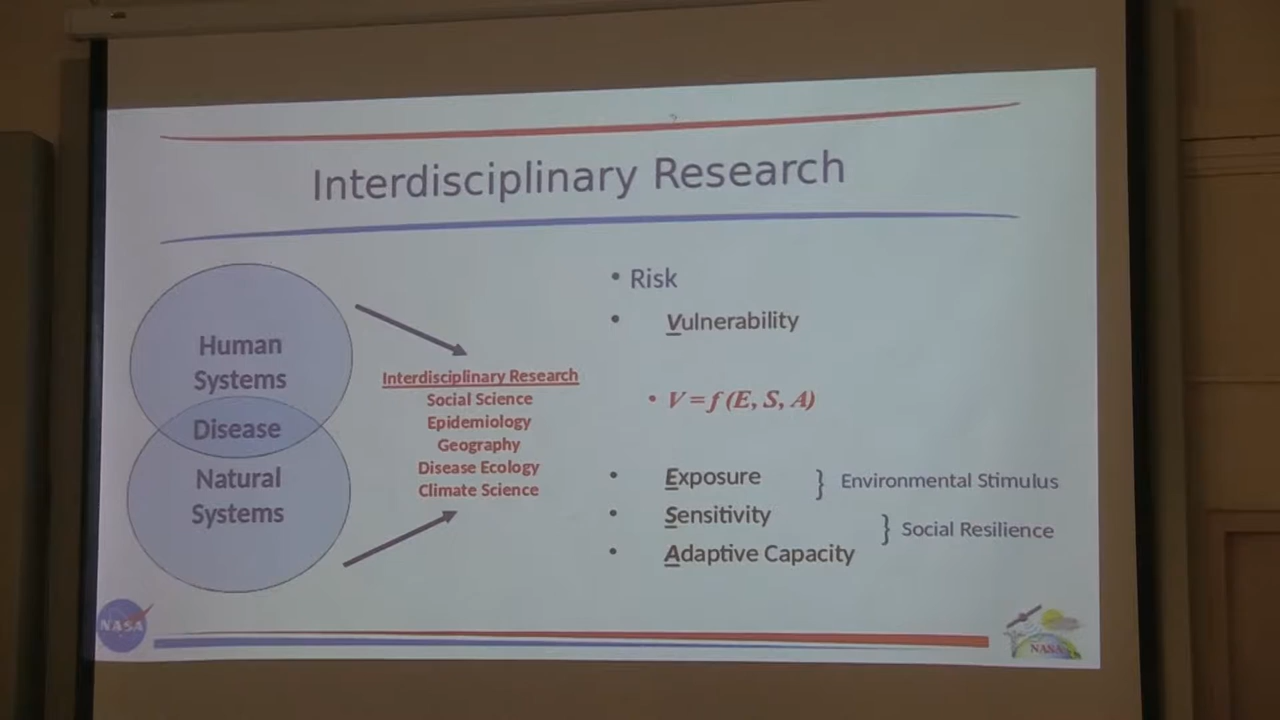 Interdisciplinary Research
Human
Systems
Disease
Natural
Systems
Interdisciplinary Research
Social Science
Epidemiology
Geography
Disease Ecology
Climate Science
• Risk
• Vulnerability
• V=f (E, S, A)
• Exposure } Environmental Stimulus
• Sensitivity
} Social Resilience
• Adaptive Capacity
NASA
NASA